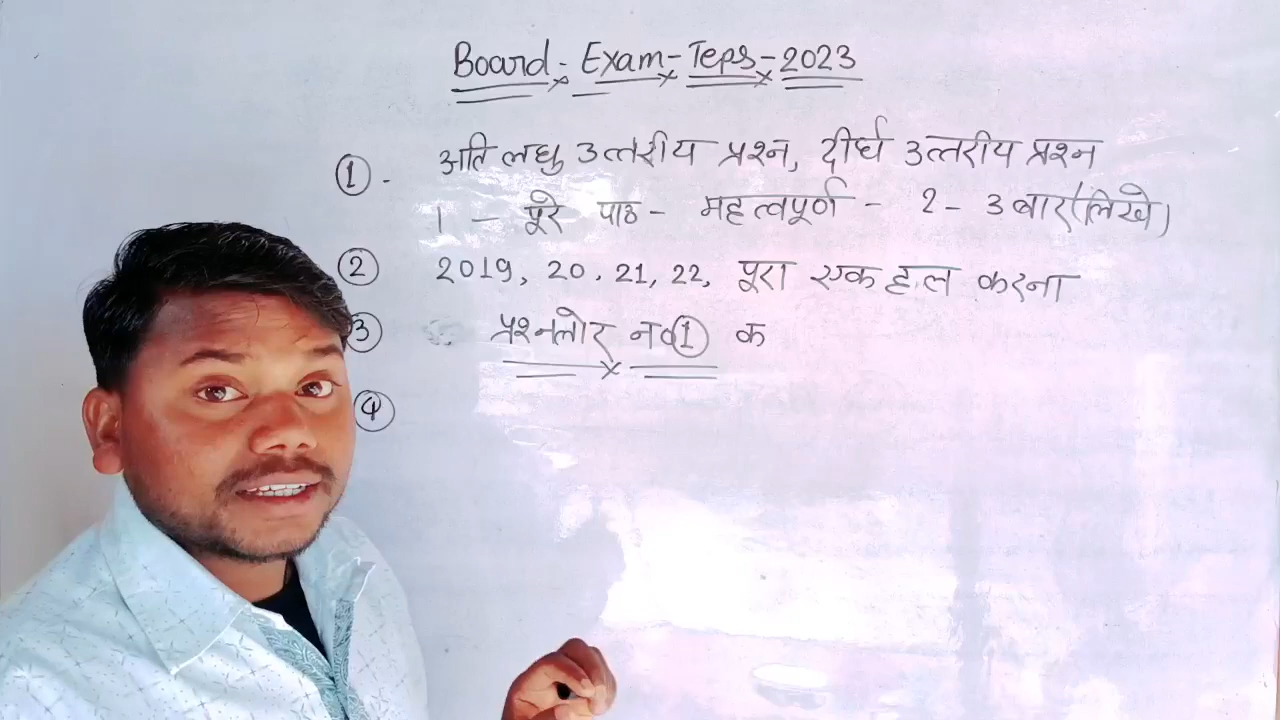 Board - Exam - Teps - 2023
① - अति लघु उत्तरीय प्रश्न, दीर्घ उत्तरीय प्रश्न
1 - पूरे पाठ - महत्वपूर्ण - 2 - 3 बार (लिखे)
② 2019, 20, 21, 22, पूरा एक हल करना
③ प्रश्नतोर न० ① क
④